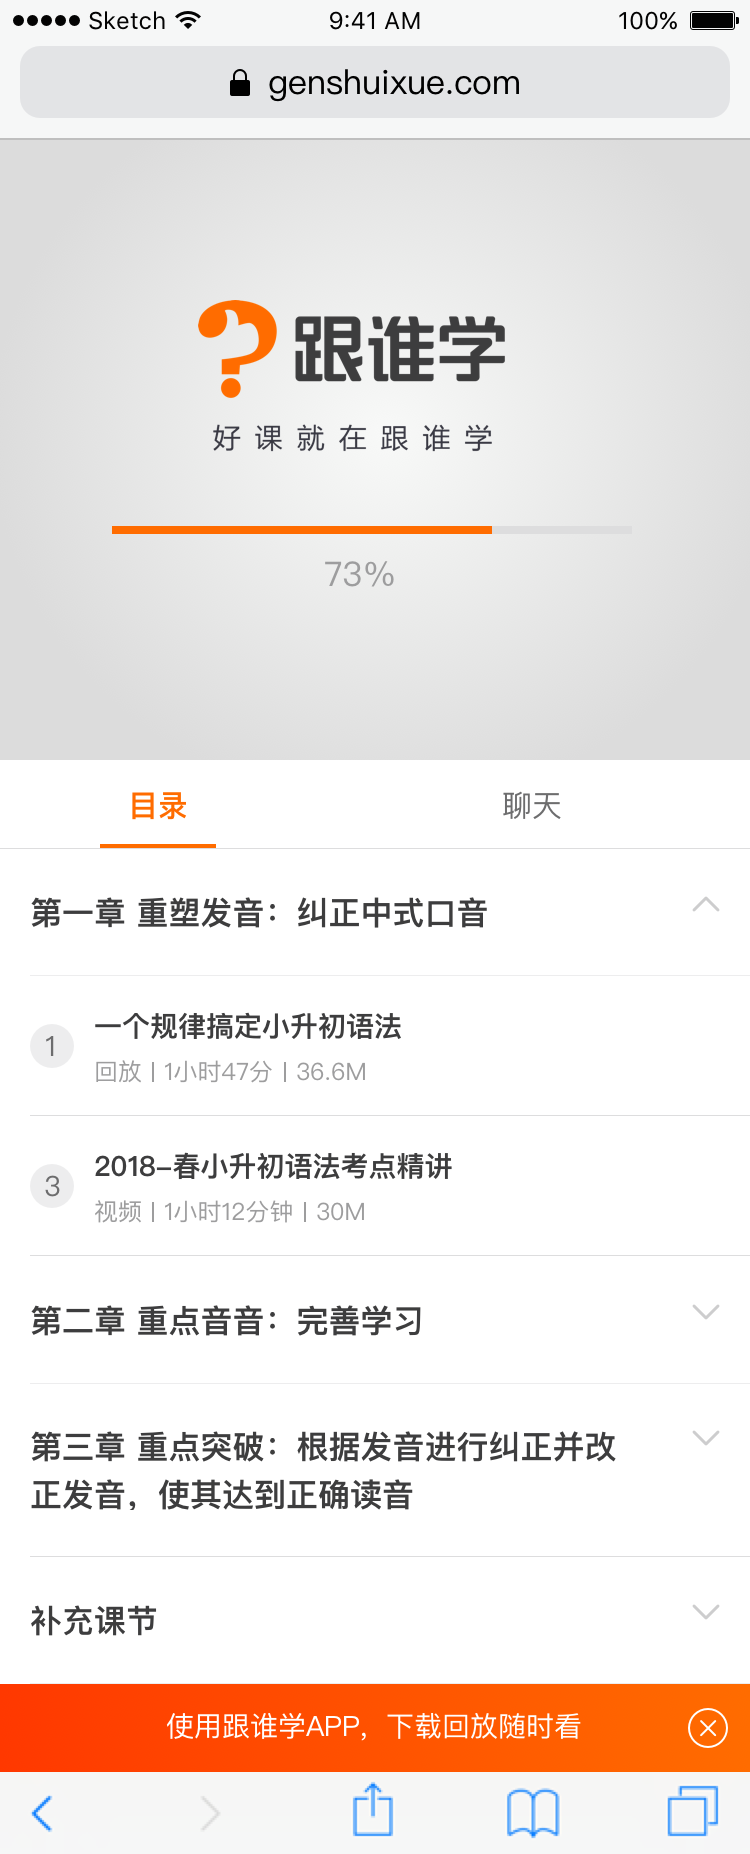 Sketch 9:41 AM 100%
genshuixue.com
跟谁学
好课就在跟谁学
73%
目录 聊天
第一章 重塑发音：纠正中式口音
1 一个规律搞定小升初语法
回放 | 1小时47分 | 36.6M
3 2018-春小升初语法考点精讲
视频 | 1小时12分钟 | 30M
第二章 重点音音：完善学习
第三章 重点突破：根据发音进行纠正并改
正发音，使其达到正确读音
补充课节
使用跟谁学APP，下载回放随时看